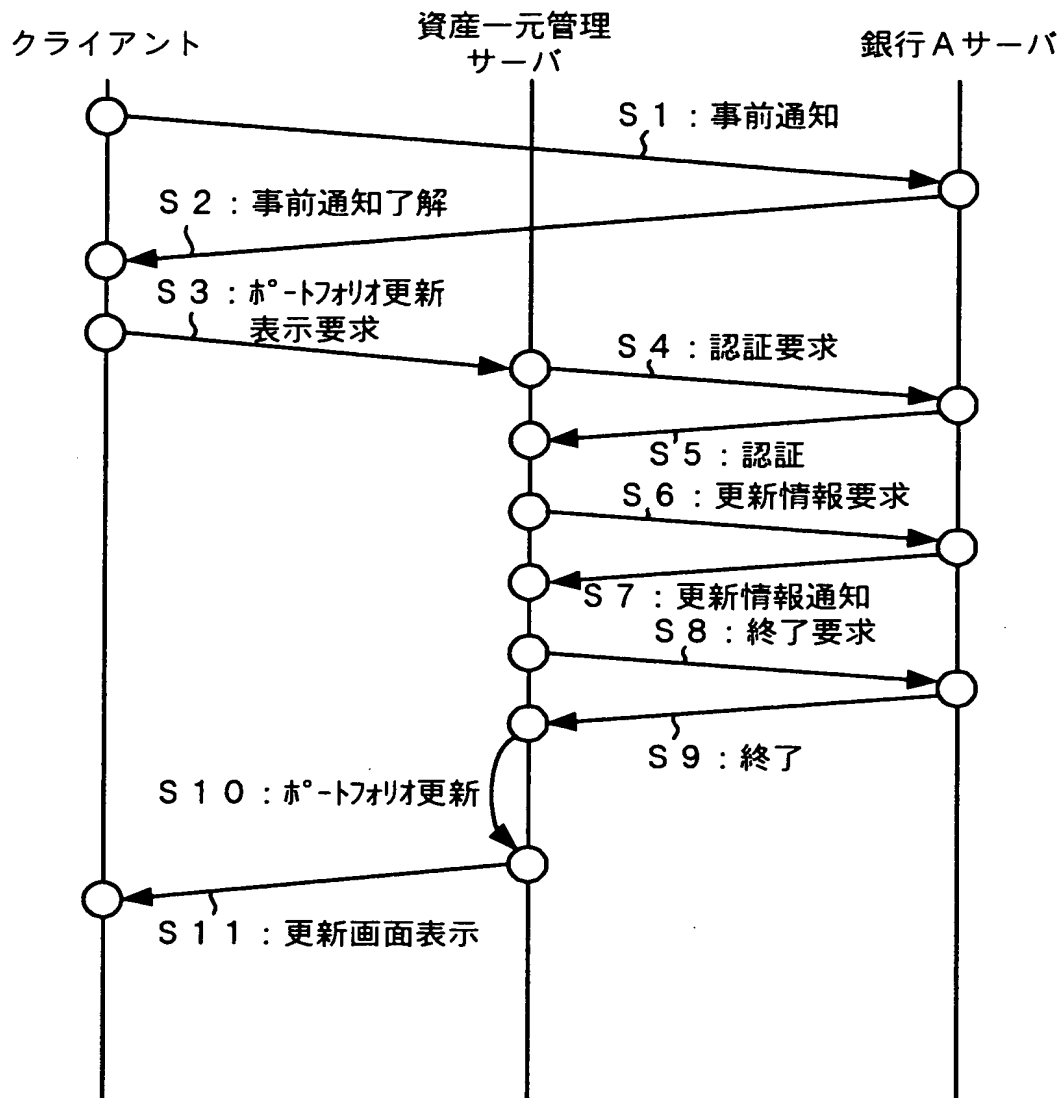 クライアント
資産一元管理
サーバ
銀行Aサーバ
S1：事前通知
S2：事前通知了解
S3：ﾎﾟｰﾄﾌｫﾘｵ更新
表示要求
S4：認証要求
S5：認証
S6：更新情報要求
S7：更新情報通知
S8：終了要求
S9：終了
S10：ﾎﾟｰﾄﾌｫﾘｵ更新
S11：更新画面表示